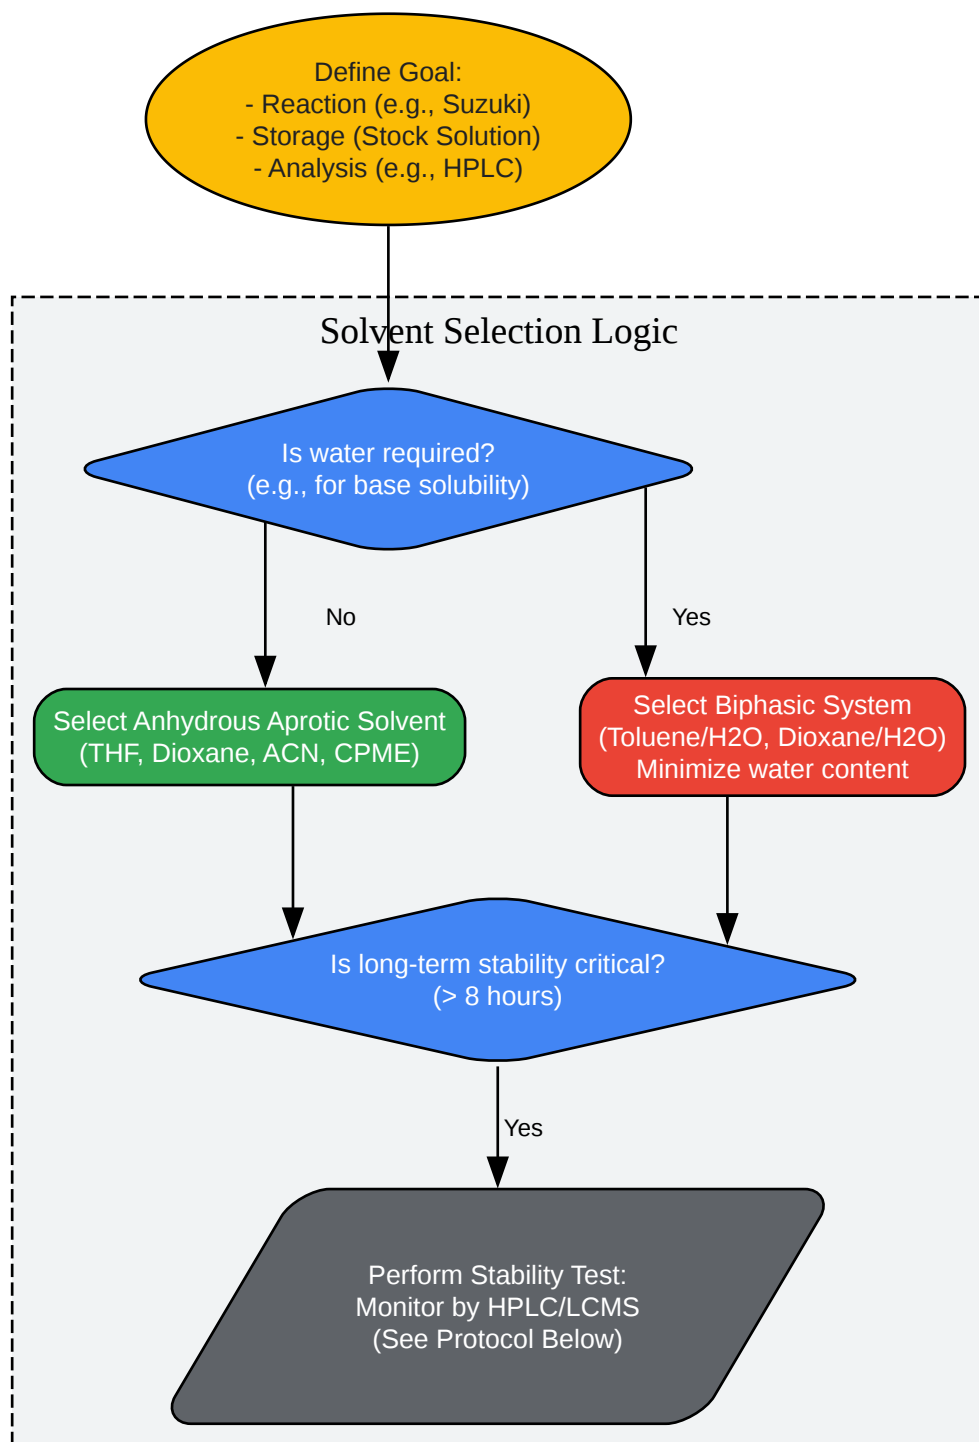 Define Goal:
- Reaction (e.g., Suzuki)
- Storage (Stock Solution)
- Analysis (e.g., HPLC)
Solvent Selection Logic
Is water required?
(e.g., for base solubility)
No
Yes
Select Anhydrous Aprotic Solvent
(THF, Dioxane, ACN, CPME)
Select Biphasic System
(Toluene/H2O, Dioxane/H2O)
Minimize water content
Is long-term stability critical?
(> 8 hours)
Yes
Perform Stability Test:
Monitor by HPLC/LCMS
(See Protocol Below)